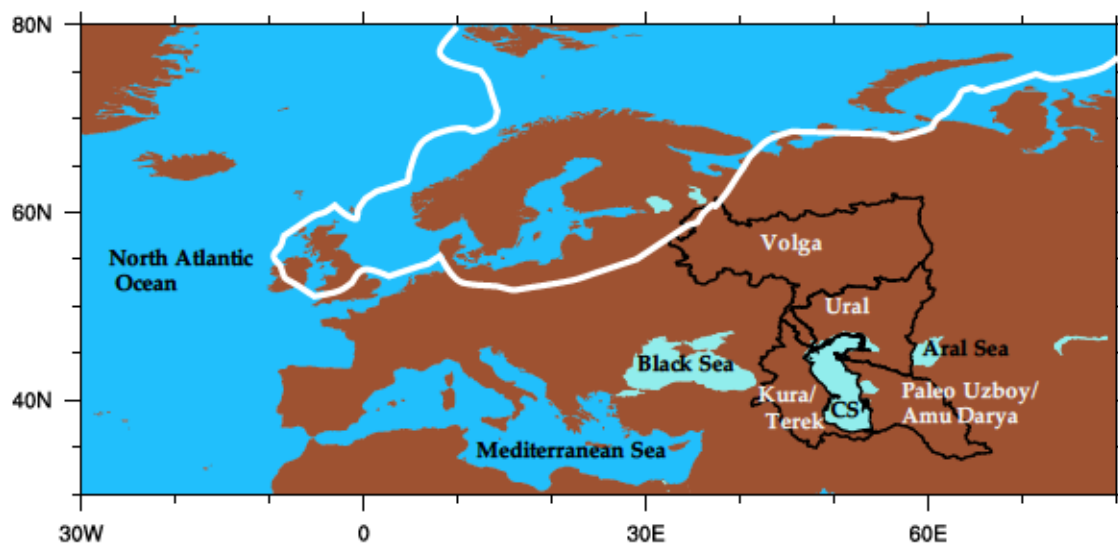 80N
60N
40N
North Atlantic
Ocean
Volga
Ural
Black Sea
Aral Sea
Kura/
Terek
CS
Paleo Uzboy/
Amu Darya
Mediterranean Sea
30W
0
30E
60E